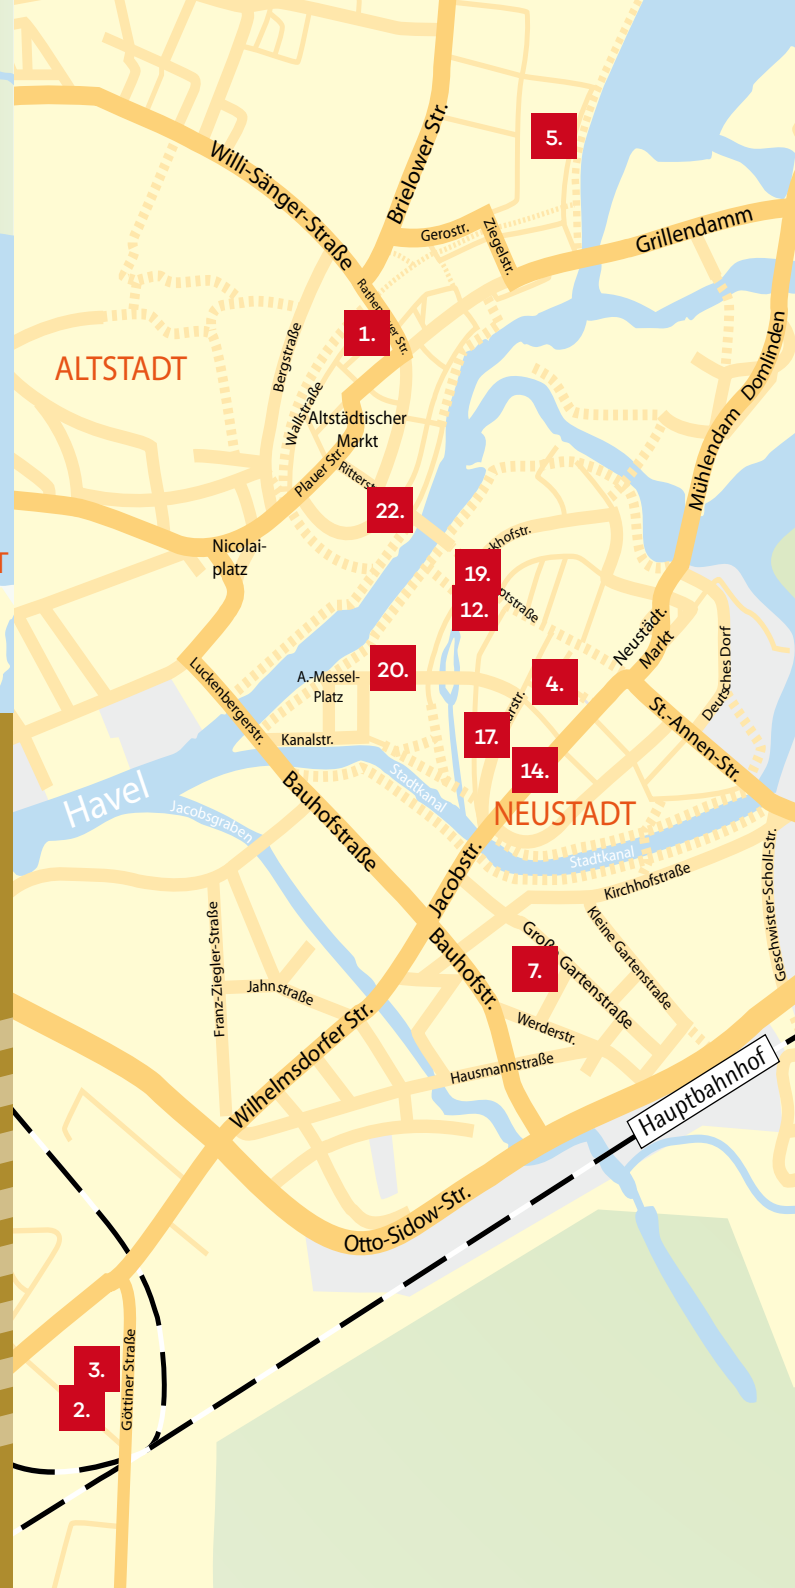 5.
Brielower Str.
Willi-Sänger-Straße
Gerostr.
Ziegelstr.
Grillendamm
1.
Bergstraße
ALTSTADT
Wallstraße
Altstädtischer
Markt
Plauer Str.
Mühlendam
Domlinden
22.
Nicolai-
platz
19.
12.
Neustädt.
Markt
20.
A.-Messel-
Platz
4.
Deutsches Dorf
Luckenbergerstr.
Kanalstr.
17.
St.-Annen-Str.
14.
Stadtkanal
Havel
Jacobsgraben
Bauhofstraße
NEUSTADT
Stadtkanal
Jacobstr.
Kirchhofstraße
Geschwister-Scholl-Str.
Franz-Ziegler-Straße
Kleine Gartenstraße
Gartenstraße
7.
Bauhofstr.
Jahnstraße
Werderstr.
Wilhelmsdorfer Str.
Hausmannstraße
Hauptbahnhof
Otto-Sidow-Str.
Göttiner Straße
3.
2.